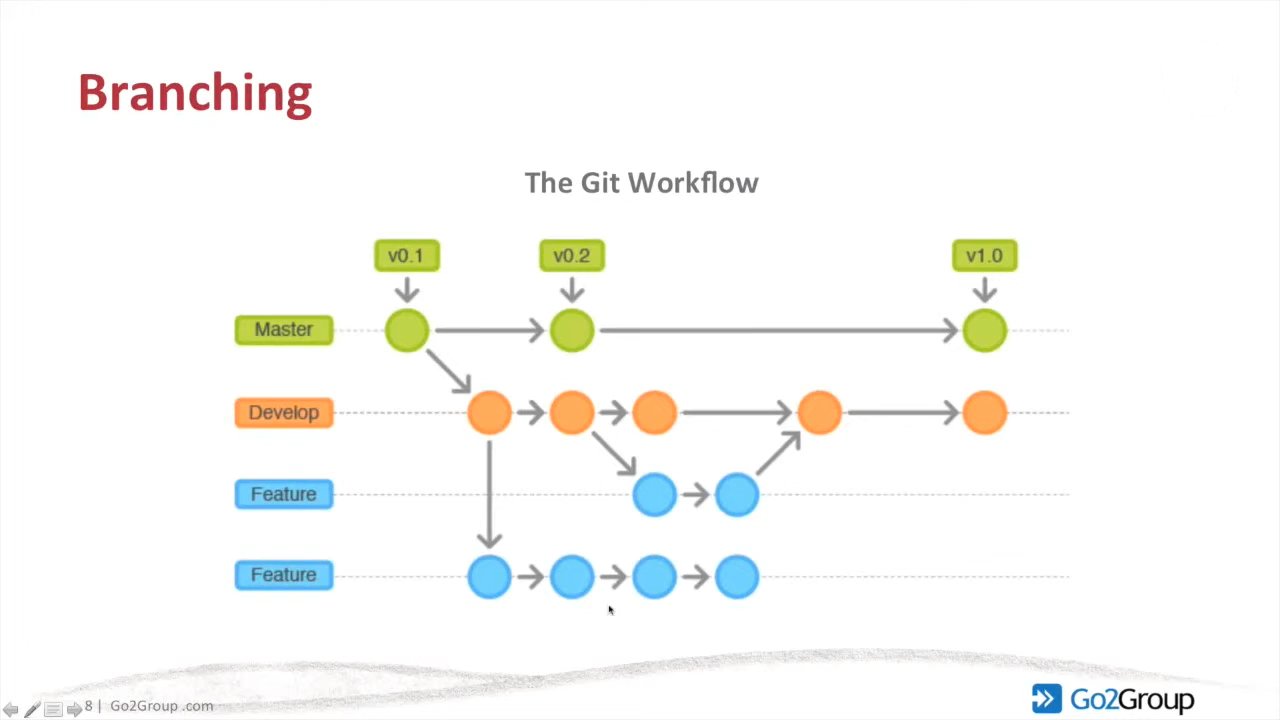 Branching
The Git Workflow
v0.1
v0.2
v1.0
Master
Develop
Feature
Feature
8 | Go2Group .com
Go2Group